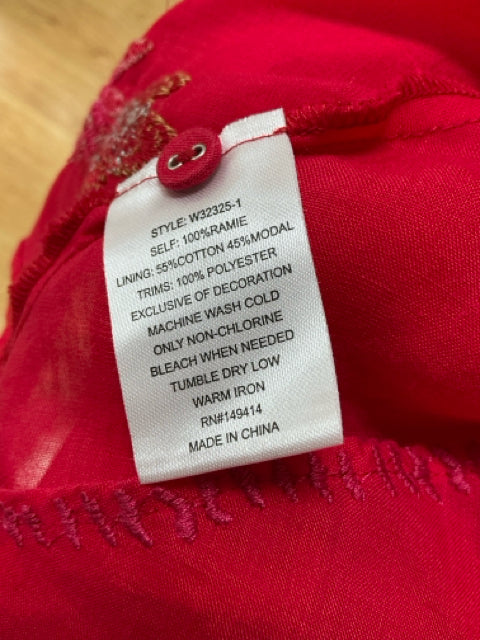 STYLE: W32325-1
SELF: 100%RAMIE
LINING: 55%COTTON 45%MODAL
TRIMS: 100% POLYESTER
EXCLUSIVE OF DECORATION
MACHINE WASH COLD
ONLY NON-CHLORINE
BLEACH WHEN NEEDED
TUMBLE DRY LOW
WARM IRON
RN#149414
MADE IN CHINA